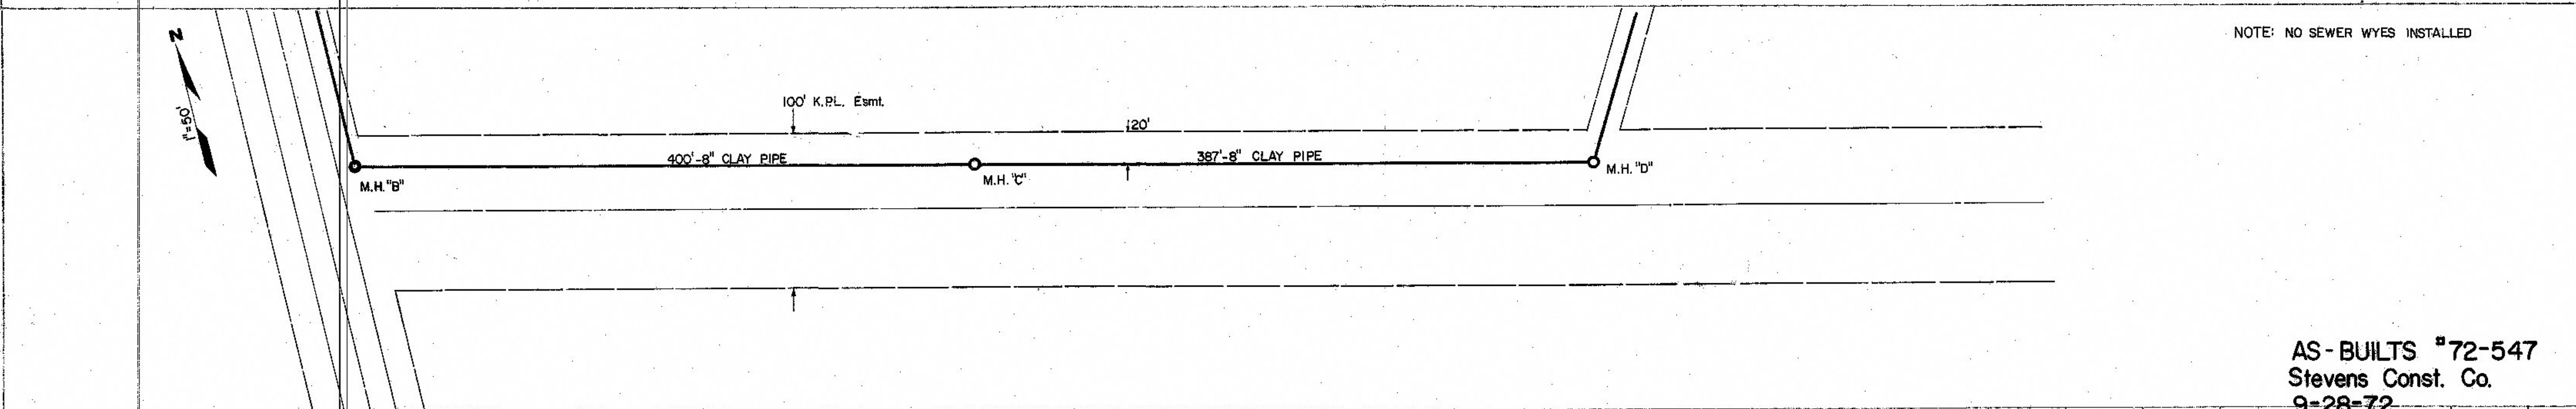 NOTE: NO SEWER WYES INSTALLED
N
1"=50'
100' K.P.L. Esmt.
20'
400'-8" CLAY PIPE
387'-8" CLAY PIPE
M.H. "B"
M.H. "C"
M.H. "D"
AS-BUILTS #72-547
Stevens Const. Co.
9-28-72